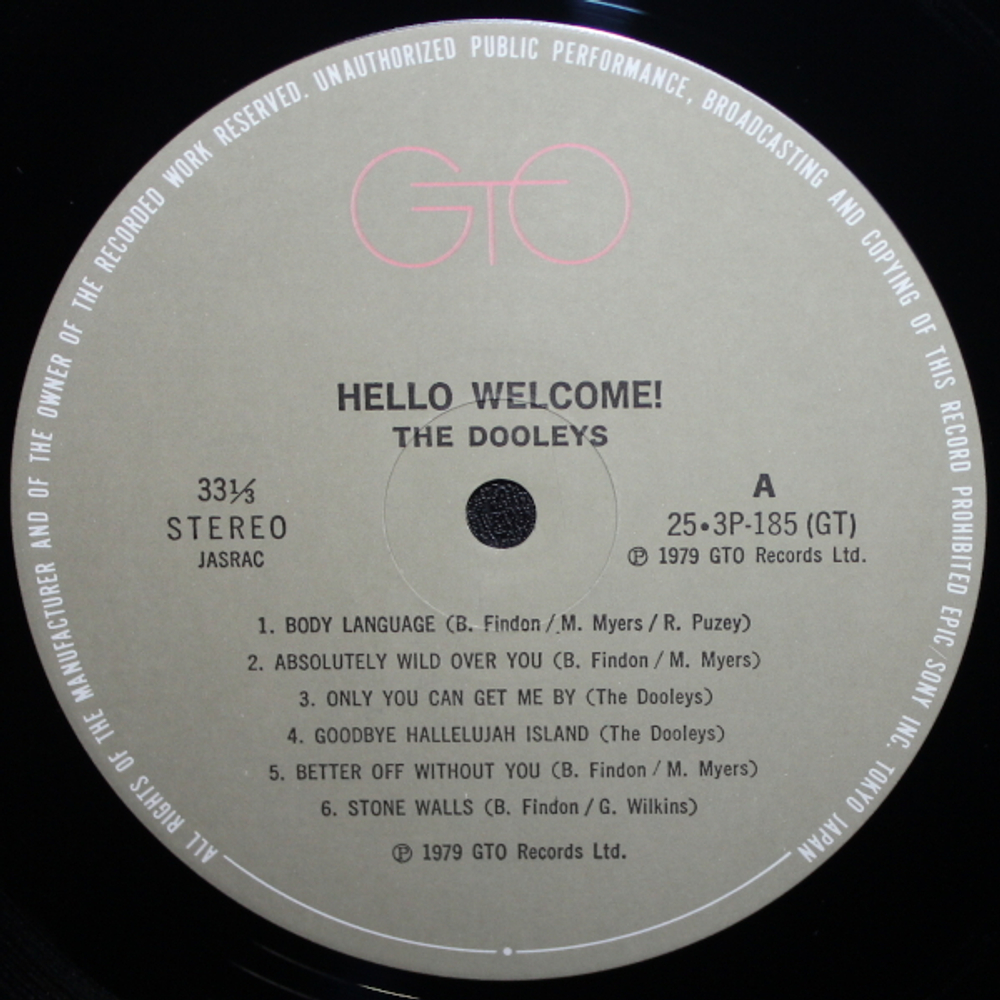 ALL RIGHTS OF THE MANUFACTURER AND OF THE OWNER OF THE RECORDED WORK RESERVED. UNAUTHORIZED PUBLIC PERFORMANCE, BROADCASTING AND COPYING OF THIS RECORD PROHIBITED EPIC/SONY INC. TOKYO JAPAN
GTO
HELLO WELCOME!
THE DOOLEYS
33⅓
STEREO
JASRAC
A
25•3P-185 (GT)
℗ 1979 GTO Records Ltd.
1. BODY LANGUAGE (B. Findon / M. Myers / R. Puzey)
2. ABSOLUTELY WILD OVER YOU (B. Findon / M. Myers)
3. ONLY YOU CAN GET ME BY (The Dooleys)
4. GOODBYE HALLELUJAH ISLAND (The Dooleys)
5. BETTER OFF WITHOUT YOU (B. Findon / M. Myers)
6. STONE WALLS (B. Findon / G. Wilkins)
℗ 1979 GTO Records Ltd.